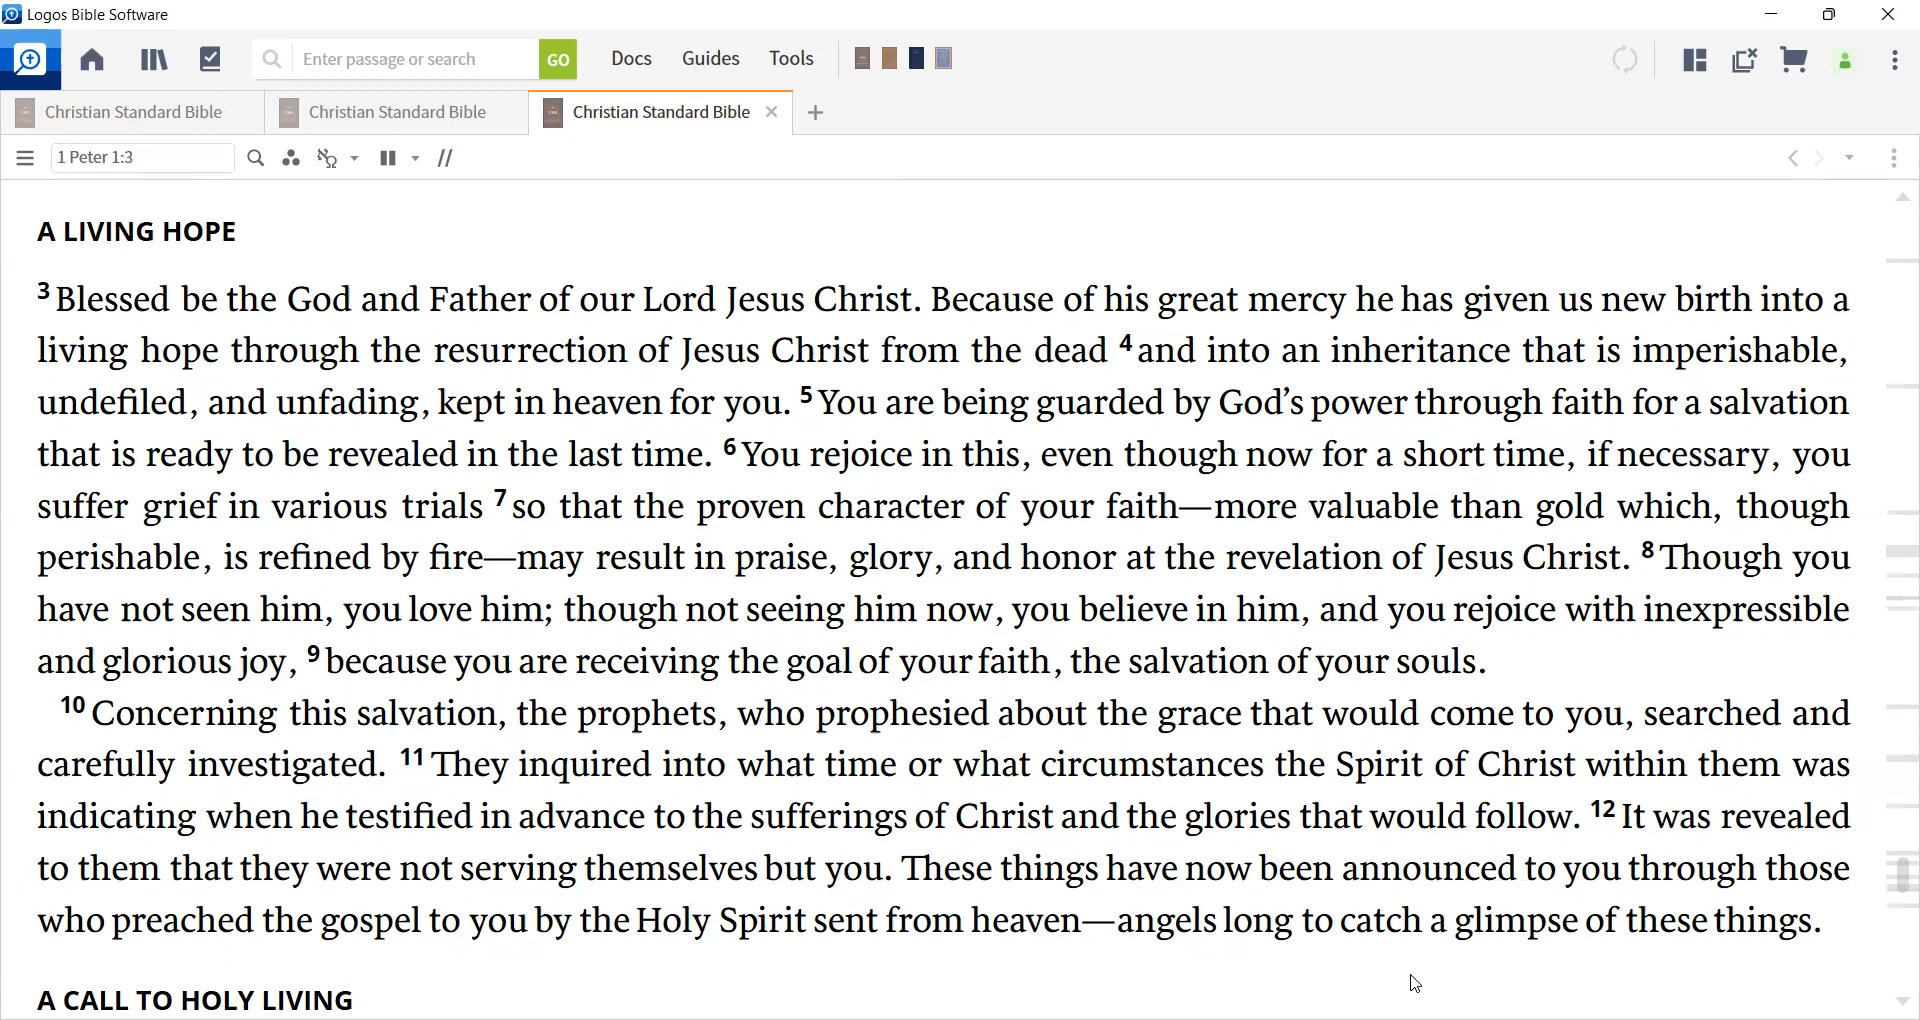 Logos Bible Software
Enter passage or search GO Docs Guides Tools
Christian Standard Bible Christian Standard Bible Christian Standard Bible
1 Peter 1:3
A LIVING HOPE
3 Blessed be the God and Father of our Lord Jesus Christ. Because of his great mercy he has given us new birth into a
living hope through the resurrection of Jesus Christ from the dead 4 and into an inheritance that is imperishable,
undefiled, and unfading, kept in heaven for you. 5 You are being guarded by God’s power through faith for a salvation
that is ready to be revealed in the last time. 6 You rejoice in this, even though now for a short time, if necessary, you
suffer grief in various trials 7 so that the proven character of your faith—more valuable than gold which, though
perishable, is refined by fire—may result in praise, glory, and honor at the revelation of Jesus Christ. 8 Though you
have not seen him, you love him; though not seeing him now, you believe in him, and you rejoice with inexpressible
and glorious joy, 9 because you are receiving the goal of your faith, the salvation of your souls.
10 Concerning this salvation, the prophets, who prophesied about the grace that would come to you, searched and
carefully investigated. 11 They inquired into what time or what circumstances the Spirit of Christ within them was
indicating when he testified in advance to the sufferings of Christ and the glories that would follow. 12 It was revealed
to them that they were not serving themselves but you. These things have now been announced to you through those
who preached the gospel to you by the Holy Spirit sent from heaven—angels long to catch a glimpse of these things.
A CALL TO HOLY LIVING